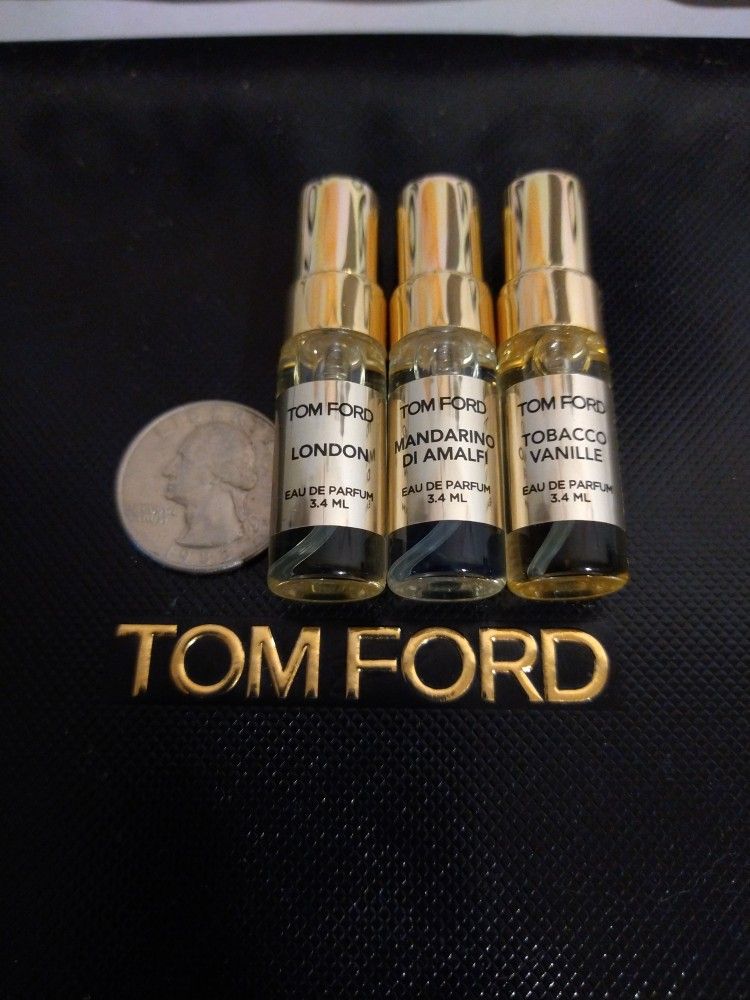 TOM FORD
LONDON
EAU DE PARFUM
3.4 ML
TOM FORD
MANDARINO
DI AMALFI
EAU DE PARFUM
3.4 ML
TOM FORD
TOBACCO
VANILLE
EAU DE PARFUM
3.4 ML
TOM FORD